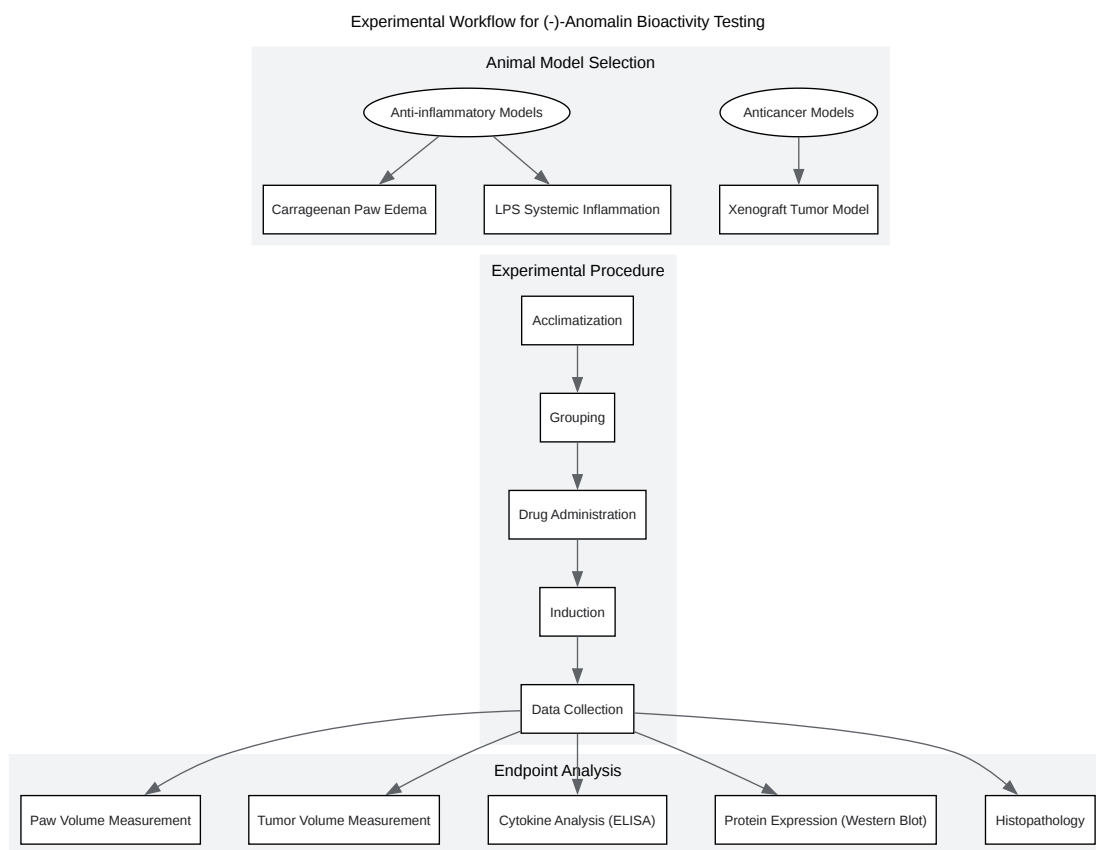 Experimental Workflow for (-)-Anomalin Bioactivity Testing
Animal Model Selection
Anti-inflammatory Models
Anticancer Models
Carrageenan Paw Edema
LPS Systemic Inflammation
Xenograft Tumor Model
Experimental Procedure
Acclimatization
Grouping
Drug Administration
Induction
Data Collection
Endpoint Analysis
Paw Volume Measurement
Tumor Volume Measurement
Cytokine Analysis (ELISA)
Protein Expression (Western Blot)
Histopathology